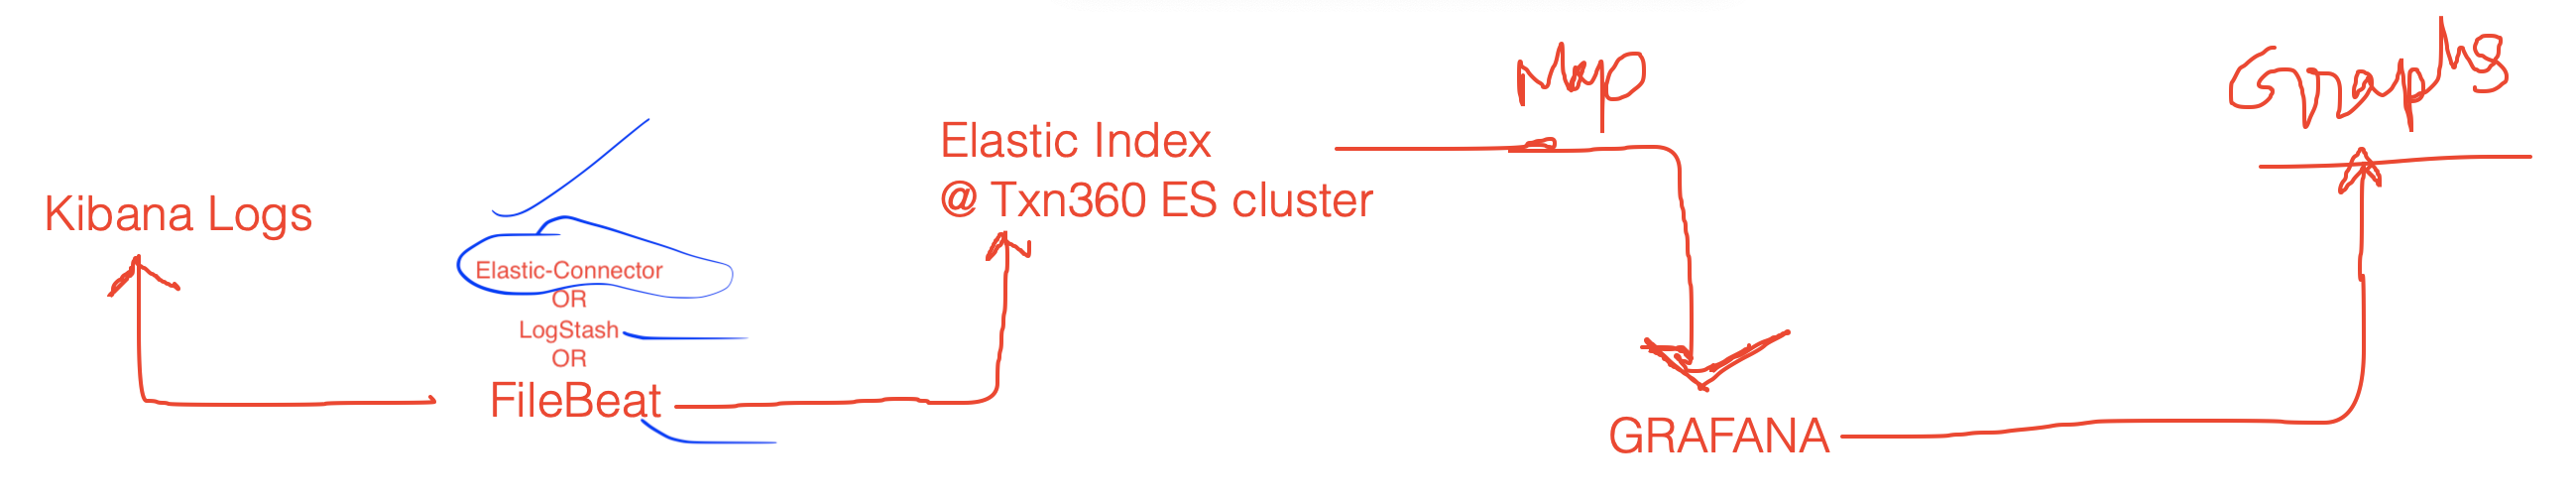 Kibana Logs
Elastic-Connector
OR
LogStash
OR
FileBeat
Elastic Index
@ Txn360 ES cluster
Map
GRAFANA
Graphs